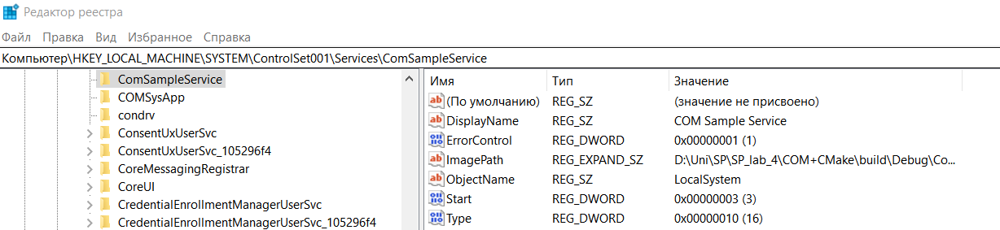 Редактор реестра
Файл Правка Вид Избранное Справка
Компьютер\HKEY_LOCAL_MACHINE\SYSTEM\ControlSet001\Services\ComSampleService
ComSampleService
COMSysApp
condrv
ConsentUxUserSvc
ConsentUxUserSvc_105296f4
CoreMessagingRegistrar
CoreUI
CredentialEnrollmentManagerUserSvc
CredentialEnrollmentManagerUserSvc_105296f4
Имя Тип Значение
(По умолчанию) REG_SZ (значение не присвоено)
DisplayName REG_SZ COM Sample Service
ErrorControl REG_DWORD 0x00000001 (1)
ImagePath REG_EXPAND_SZ D:\Uni\SP\SP_lab_4\COM+CMake\build\Debug\Co...
ObjectName REG_SZ LocalSystem
Start REG_DWORD 0x00000003 (3)
Type REG_DWORD 0x00000010 (16)